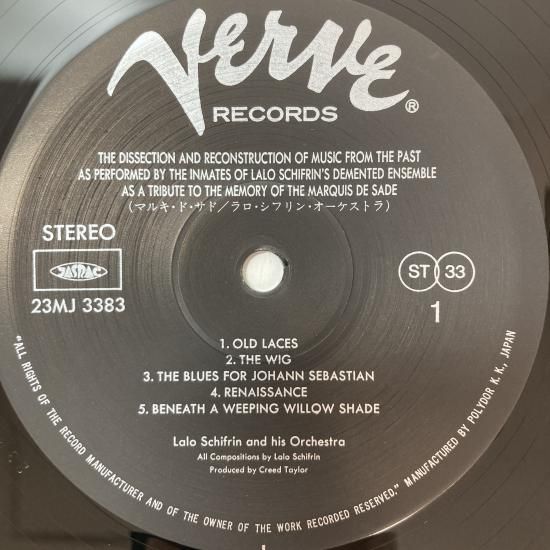 Verve
RECORDS ®
THE DISSECTION AND RECONSTRUCTION OF MUSIC FROM THE PAST
AS PERFORMED BY THE INMATES OF LALO SCHIFRIN'S DEMENTED ENSEMBLE
AS A TRIBUTE TO THE MEMORY OF THE MARQUIS DE SADE
(マルキ・ド・サド/ラロ・シフリン・オーケストラ)
STEREO
JASRAC
23MJ 3383
ST 33
1
1. OLD LACES
2. THE WIG
3. THE BLUES FOR JOHANN SEBASTIAN
4. RENAISSANCE
5. BENEATH A WEEPING WILLOW SHADE
Lalo Schifrin and his Orchestra
All Compositions by Lalo Schifrin
Produced by Creed Taylor
"ALL RIGHTS OF THE RECORD MANUFACTURER AND OF THE OWNER OF THE WORK RECORDED RESERVED." MANUFACTURED BY POLYDOR K. K., JAPAN